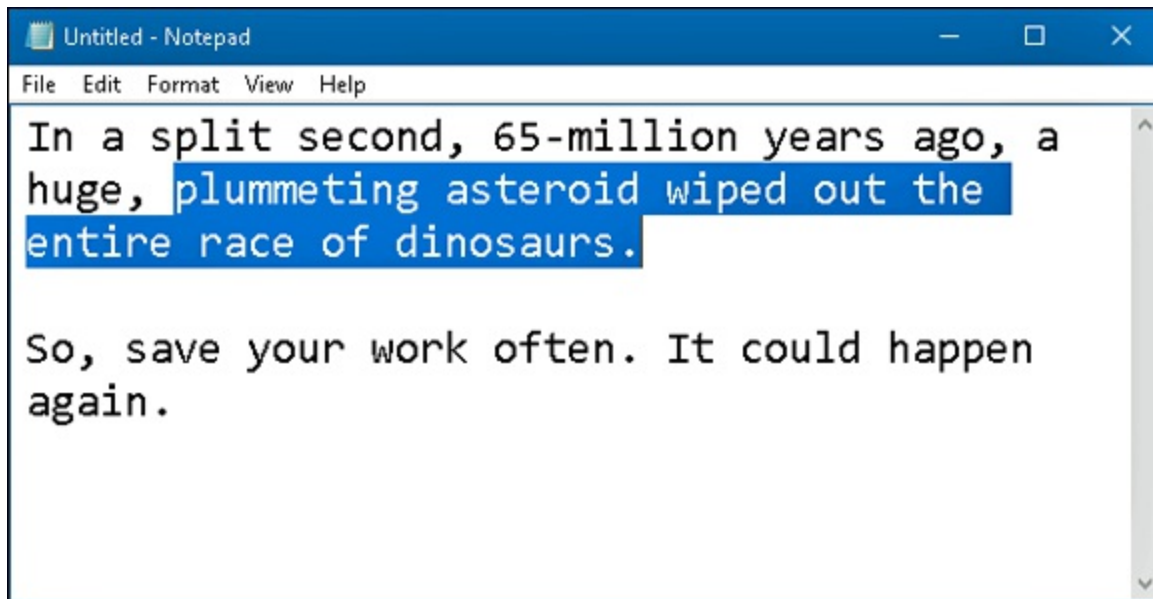 Untitled - Notepad
File Edit Format View Help
In a split second, 65-million years ago, a
huge, plummeting asteroid wiped out the
entire race of dinosaurs.
So, save your work often. It could happen
again.